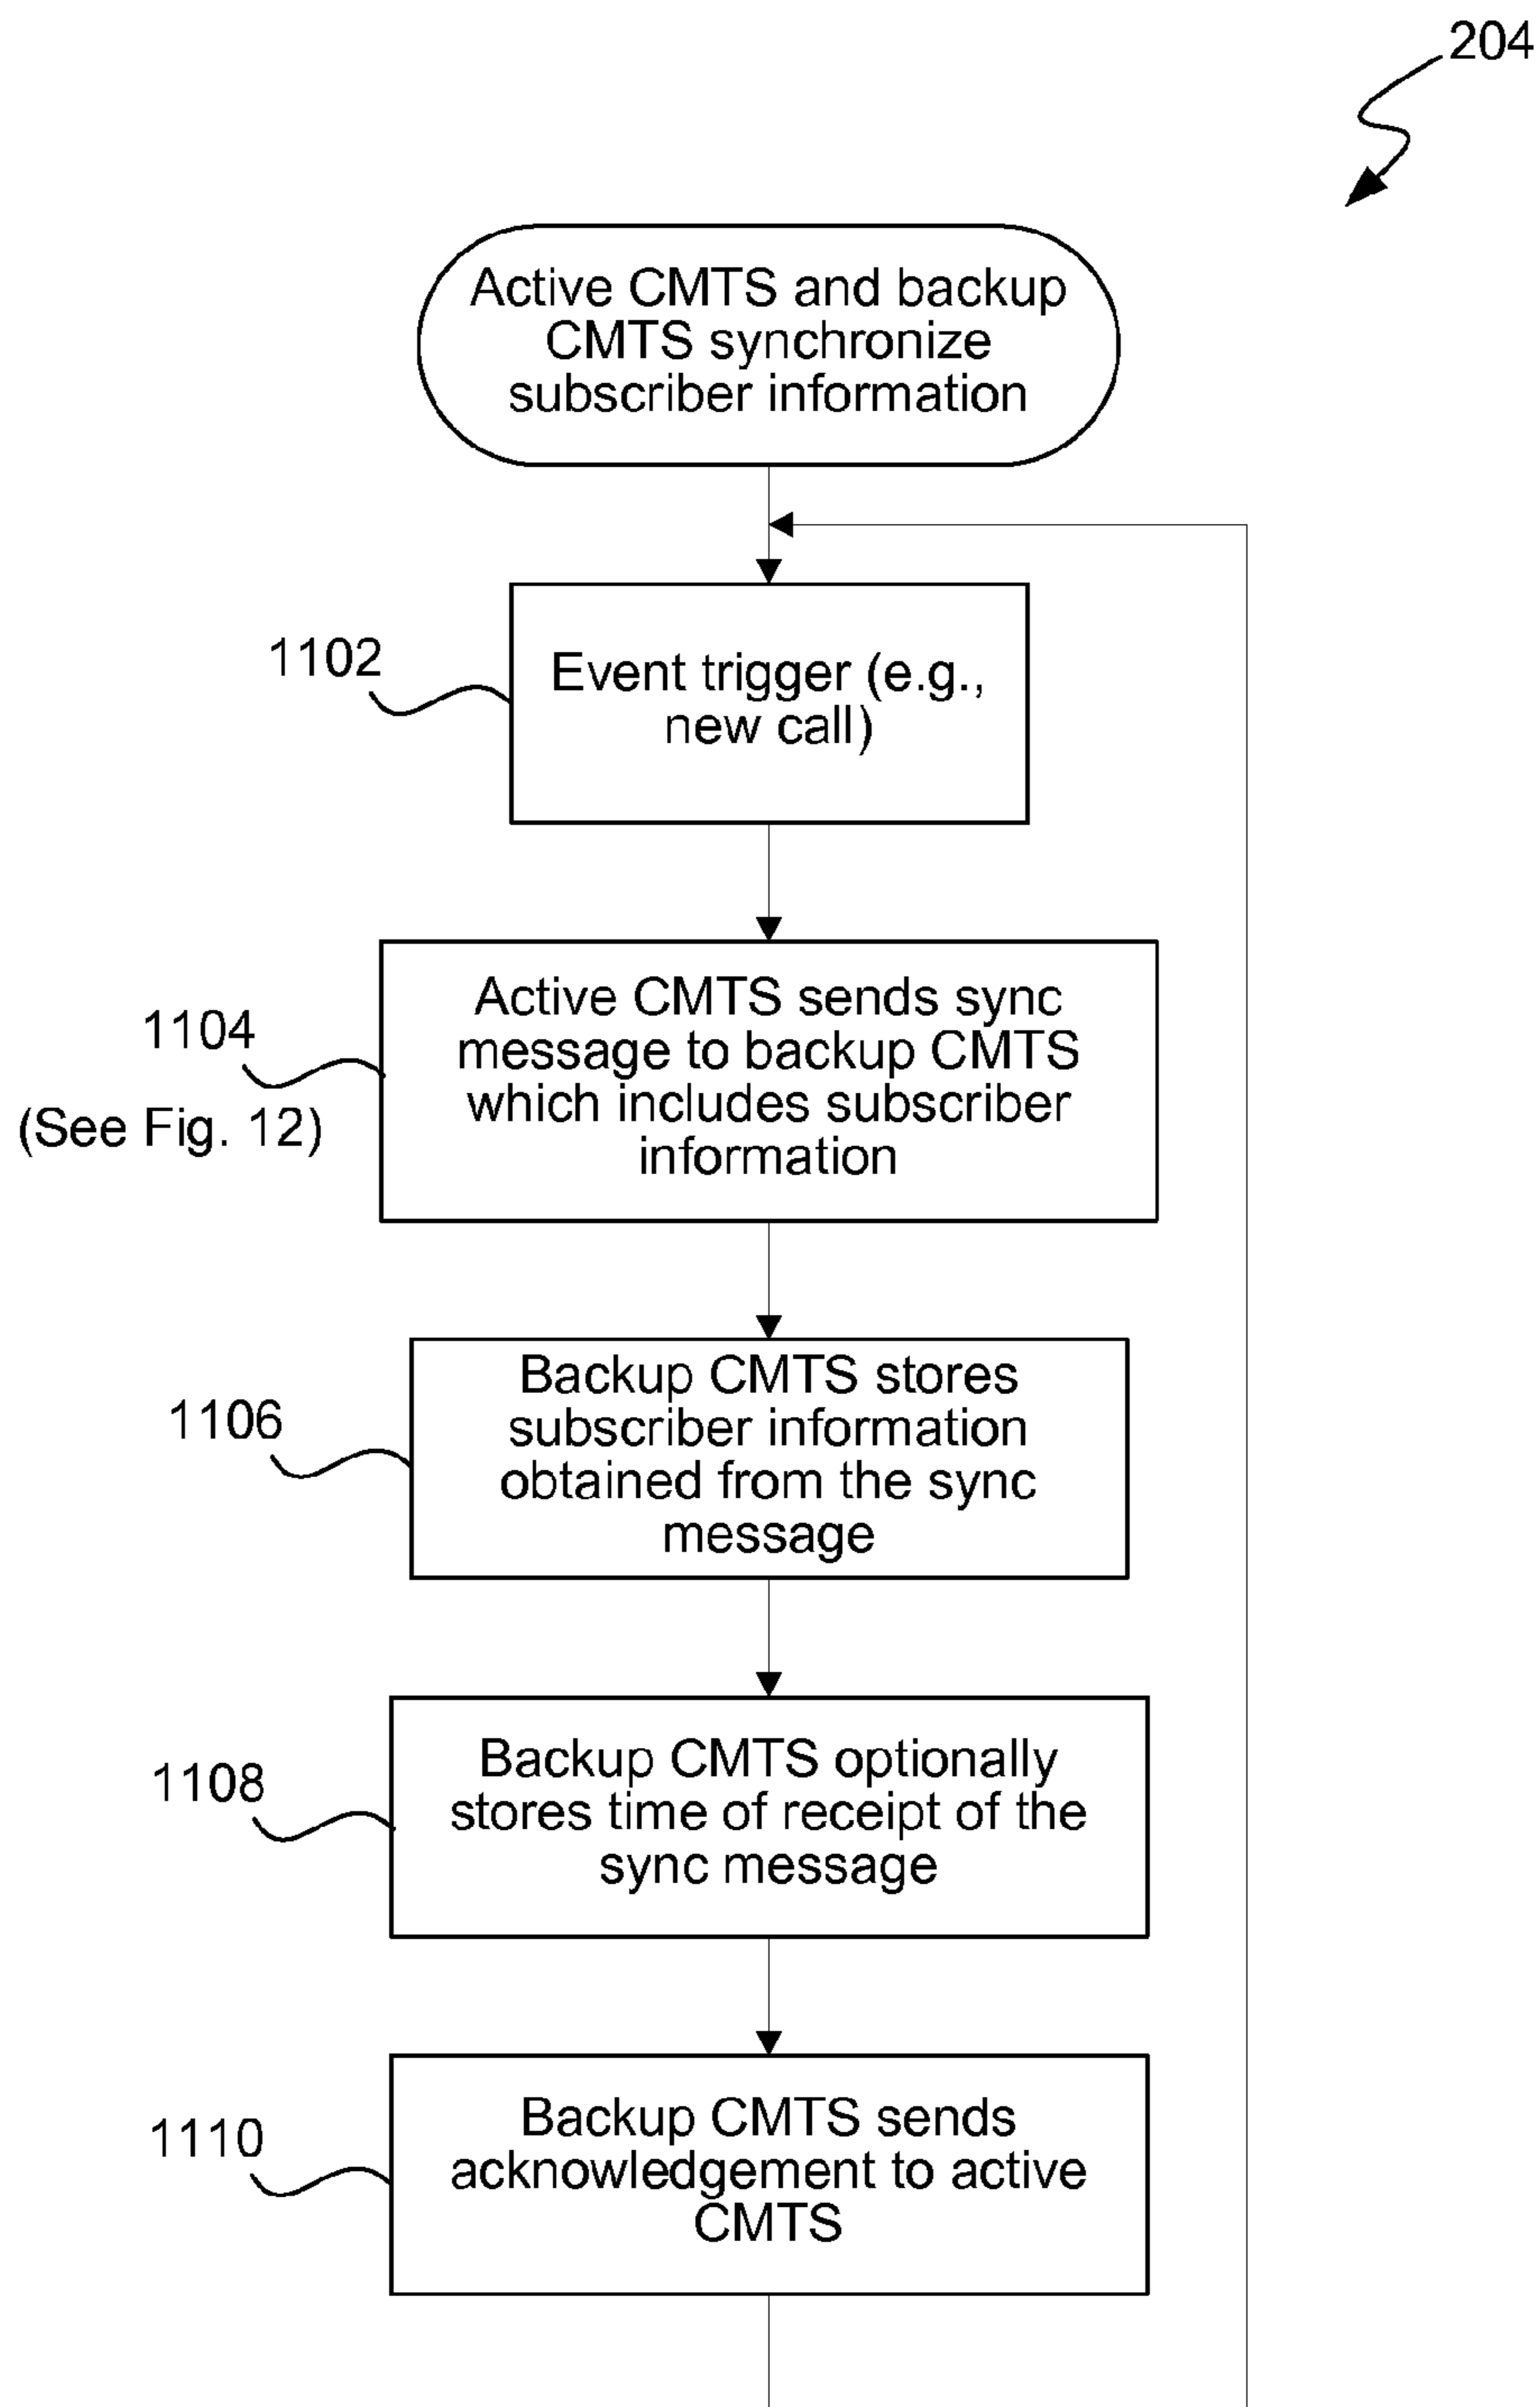 204
Active CMTS and backup
CMTS synchronize
subscriber information
1102
Event trigger (e.g.,
new call)
1104
(See Fig. 12)
Active CMTS sends sync
message to backup CMTS
which includes subscriber
information
1106
Backup CMTS stores
subscriber information
obtained from the sync
message
1108
Backup CMTS optionally
stores time of receipt of the
sync message
1110
Backup CMTS sends
acknowledgement to active
CMTS